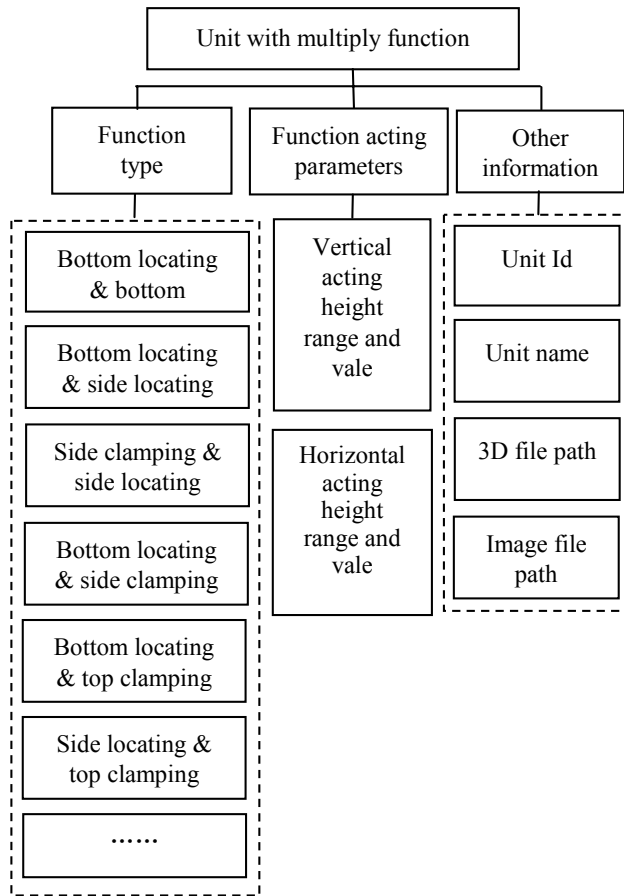 Unit with multiply function
Function
type
Function acting
parameters
Other
information
Bottom locating
& bottom
Bottom locating
& side locating
Side clamping &
side locating
Bottom locating
& side clamping
Bottom locating
& top clamping
Side locating &
top clamping
……
Vertical
acting
height
range and
vale
Horizontal
acting
height
range and
vale
Unit Id
Unit name
3D file path
Image file
path